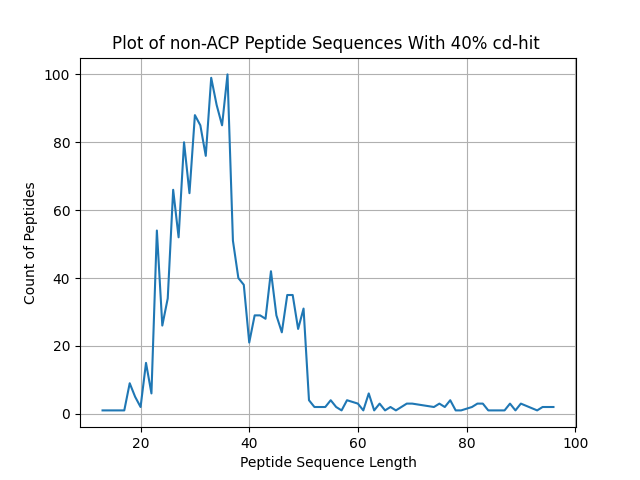 Plot of non-ACP Peptide Sequences With 40% cd-hit
100
80
60
40
20
0
Count of Peptides
20 40 60 80 100
Peptide Sequence Length